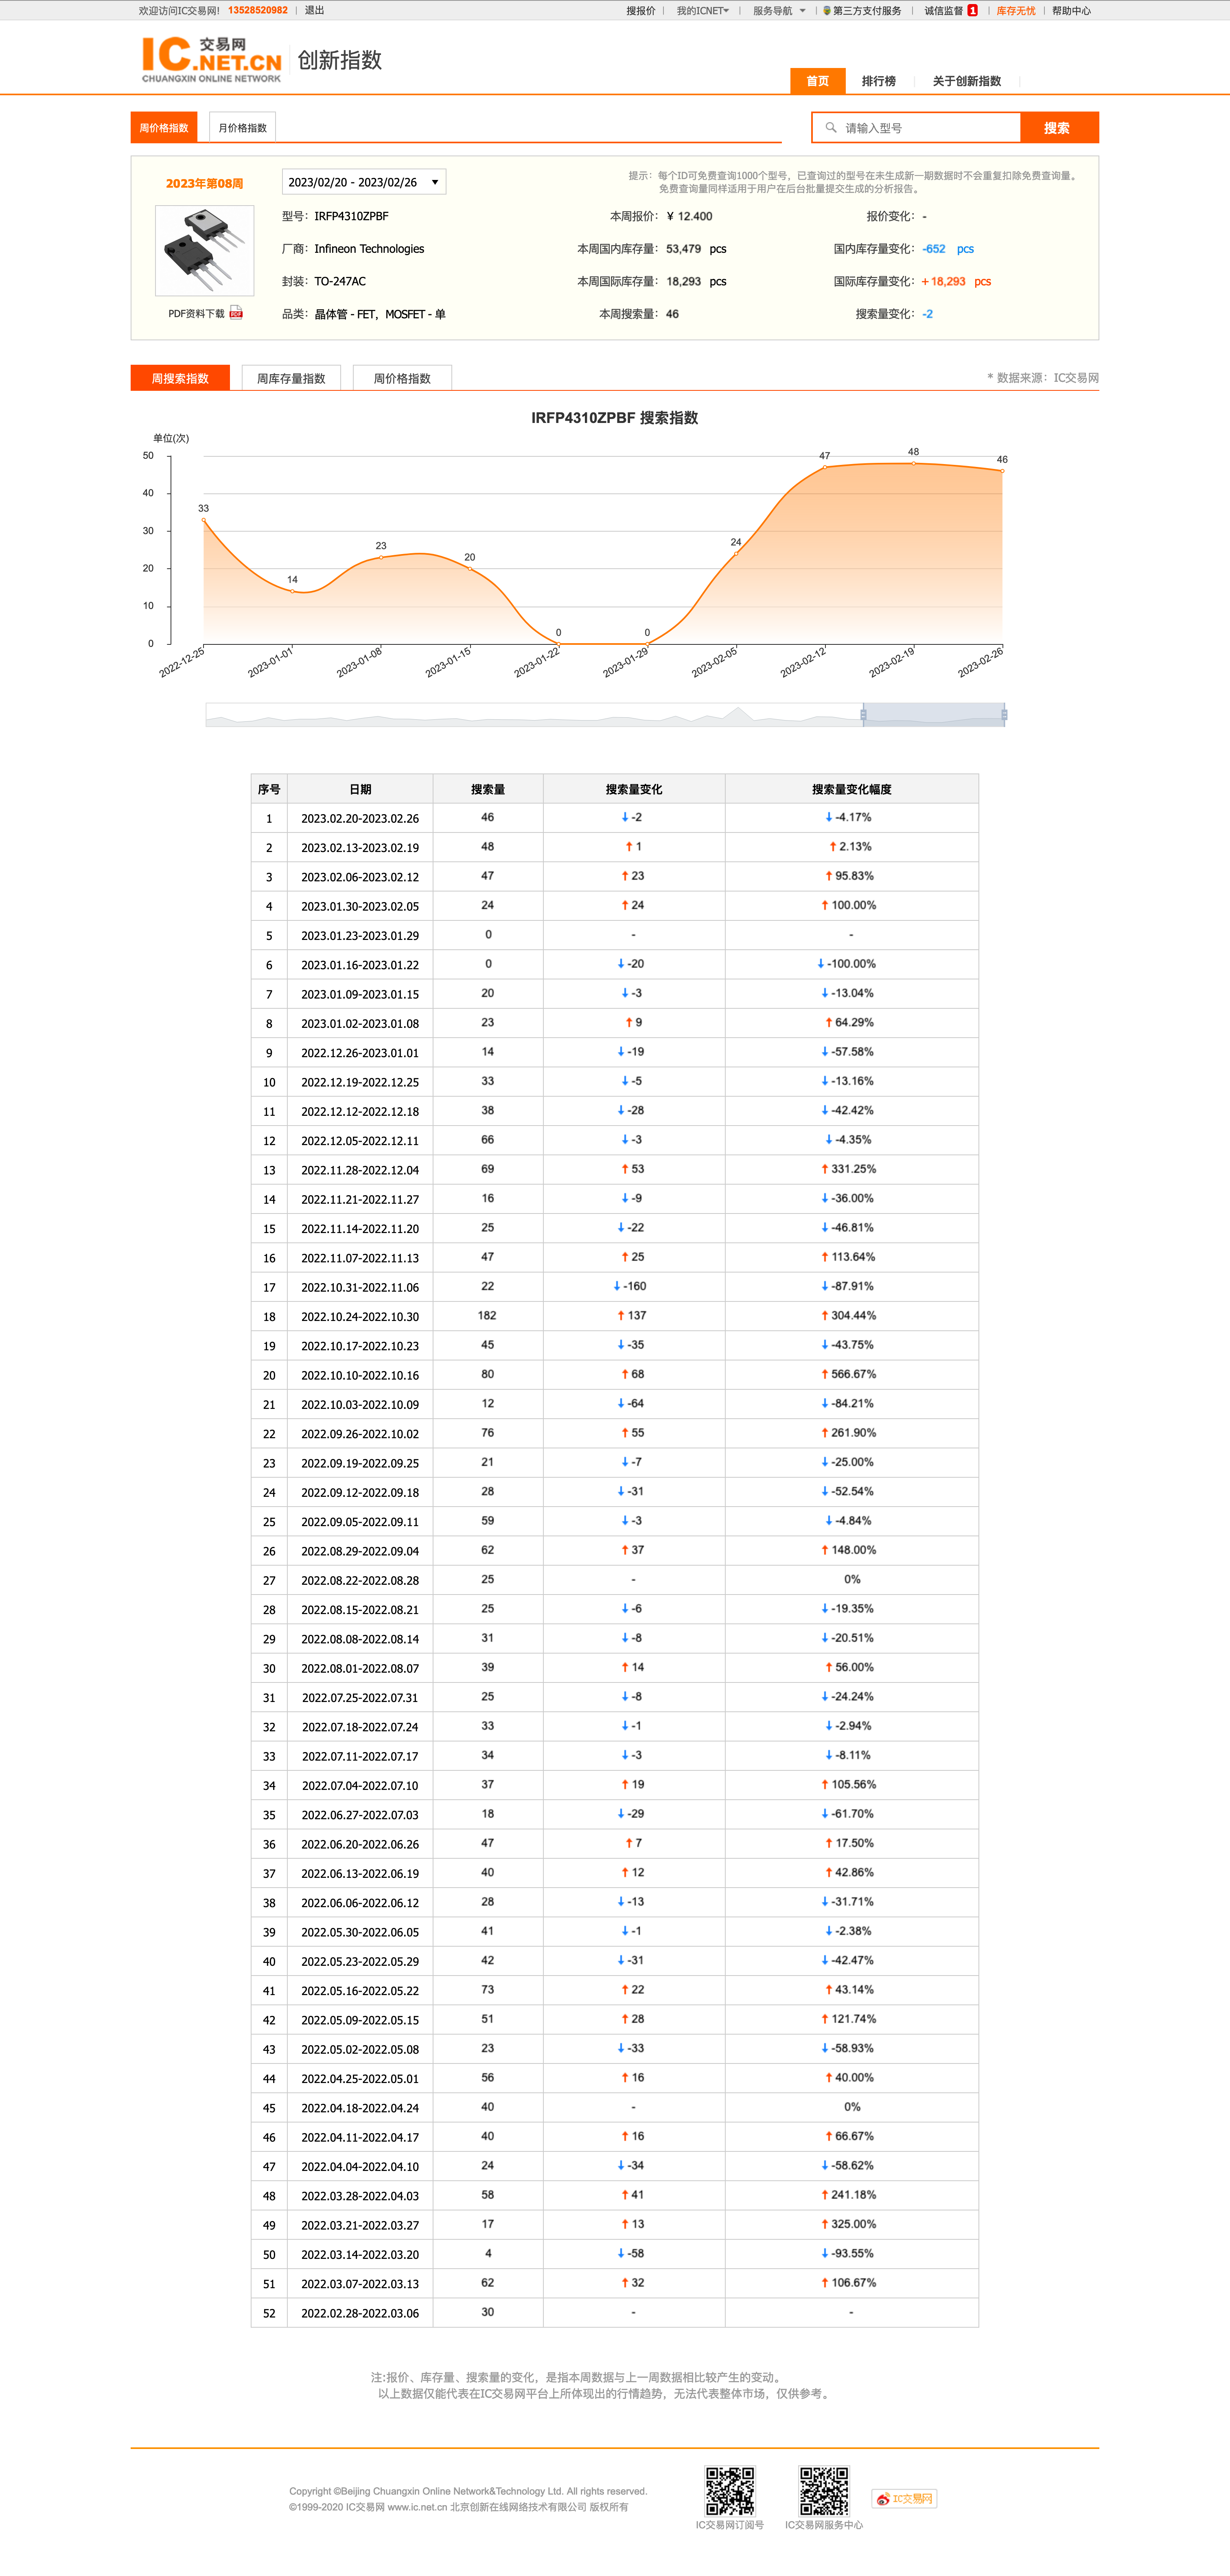 欢迎访问IC交易网! 13528520982 | 退出 搜报价 | 我的ICNET | 服务导航 | 第三方支付服务 | 诚信监督 1 | 库存无忧 | 帮助中心
IC交易网 .NET.CN CHUANGXIN ONLINE NETWORK 创新指数
首页 排行榜 关于创新指数
周价格指数 月价格指数 请输入型号 搜索
2023年第08周 2023/02/20 - 2023/02/26
提示：每个ID可免费查询1000个型号，已查询过的型号在未生成新一期数据时不会重复扣除免费查询量。
免费查询量同样适用于用户在后台批量提交生成的分析报告。
型号：IRFP4310ZPBF 本周报价：¥ 12.400 报价变化：-
厂商：Infineon Technologies 本周国内库存量：53,479 pcs 国内库存量变化：-652 pcs
封装：TO-247AC 本周国际库存量：18,293 pcs 国际库存量变化：+18,293 pcs
PDF资料下载 PDF 品类：晶体管 - FET，MOSFET - 单 本周搜索量：46 搜索量变化：-2
周搜索指数 周库存量指数 周价格指数 * 数据来源：IC交易网
IRFP4310ZPBF 搜索指数
单位(次)
50
40
30
20
10
0
33 14 23 20 0 0 24 47 48 46
2022-12-25 2023-01-01 2023-01-08 2023-01-15 2023-01-22 2023-01-29 2023-02-05 2023-02-12 2023-02-19 2023-02-26
序号 日期 搜索量 搜索量变化 搜索量变化幅度
1 2023.02.20-2023.02.26 46 ↓-2 ↓-4.17%
2 2023.02.13-2023.02.19 48 ↑1 ↑2.13%
3 2023.02.06-2023.02.12 47 ↑23 ↑95.83%
4 2023.01.30-2023.02.05 24 ↑24 ↑100.00%
5 2023.01.23-2023.01.29 0 - -
6 2023.01.16-2023.01.22 0 ↓-20 ↓-100.00%
7 2023.01.09-2023.01.15 20 ↓-3 ↓-13.04%
8 2023.01.02-2023.01.08 23 ↑9 ↑64.29%
9 2022.12.26-2023.01.01 14 ↓-19 ↓-57.58%
10 2022.12.19-2022.12.25 33 ↓-5 ↓-13.16%
11 2022.12.12-2022.12.18 38 ↓-28 ↓-42.42%
12 2022.12.05-2022.12.11 66 ↓-3 ↓-4.35%
13 2022.11.28-2022.12.04 69 ↑53 ↑331.25%
14 2022.11.21-2022.11.27 16 ↓-9 ↓-36.00%
15 2022.11.14-2022.11.20 25 ↓-22 ↓-46.81%
16 2022.11.07-2022.11.13 47 ↑25 ↑113.64%
17 2022.10.31-2022.11.06 22 ↓-160 ↓-87.91%
18 2022.10.24-2022.10.30 182 ↑137 ↑304.44%
19 2022.10.17-2022.10.23 45 ↓-35 ↓-43.75%
20 2022.10.10-2022.10.16 80 ↑68 ↑566.67%
21 2022.10.03-2022.10.09 12 ↓-64 ↓-84.21%
22 2022.09.26-2022.10.02 76 ↑55 ↑261.90%
23 2022.09.19-2022.09.25 21 ↓-7 ↓-25.00%
24 2022.09.12-2022.09.18 28 ↓-31 ↓-52.54%
25 2022.09.05-2022.09.11 59 ↓-3 ↓-4.84%
26 2022.08.29-2022.09.04 62 ↑37 ↑148.00%
27 2022.08.22-2022.08.28 25 - 0%
28 2022.08.15-2022.08.21 25 ↓-6 ↓-19.35%
29 2022.08.08-2022.08.14 31 ↓-8 ↓-20.51%
30 2022.08.01-2022.08.07 39 ↑14 ↑56.00%
31 2022.07.25-2022.07.31 25 ↓-8 ↓-24.24%
32 2022.07.18-2022.07.24 33 ↓-1 ↓-2.94%
33 2022.07.11-2022.07.17 34 ↓-3 ↓-8.11%
34 2022.07.04-2022.07.10 37 ↑19 ↑105.56%
35 2022.06.27-2022.07.03 18 ↓-29 ↓-61.70%
36 2022.06.20-2022.06.26 47 ↑7 ↑17.50%
37 2022.06.13-2022.06.19 40 ↑12 ↑42.86%
38 2022.06.06-2022.06.12 28 ↓-13 ↓-31.71%
39 2022.05.30-2022.06.05 41 ↓-1 ↓-2.38%
40 2022.05.23-2022.05.29 42 ↓-31 ↓-42.47%
41 2022.05.16-2022.05.22 73 ↑22 ↑43.14%
42 2022.05.09-2022.05.15 51 ↑28 ↑121.74%
43 2022.05.02-2022.05.08 23 ↓-33 ↓-58.93%
44 2022.04.25-2022.05.01 56 ↑16 ↑40.00%
45 2022.04.18-2022.04.24 40 - 0%
46 2022.04.11-2022.04.17 40 ↑16 ↑66.67%
47 2022.04.04-2022.04.10 24 ↓-34 ↓-58.62%
48 2022.03.28-2022.04.03 58 ↑41 ↑241.18%
49 2022.03.21-2022.03.27 17 ↑13 ↑325.00%
50 2022.03.14-2022.03.20 4 ↓-58 ↓-93.55%
51 2022.03.07-2022.03.13 62 ↑32 ↑106.67%
52 2022.02.28-2022.03.06 30 - -
注:报价、库存量、搜索量的变化，是指本周数据与上一周数据相比较产生的变动。
以上数据仅能代表在IC交易网平台上所体现出的行情趋势，无法代表整体市场，仅供参考。
Copyright ©Beijing Chuangxin Online Network&Technology Ltd. All rights reserved.
©1999-2020 IC交易网 www.ic.net.cn 北京创新在线网络技术有限公司 版权所有
IC交易网订阅号 IC交易网服务中心 IC交易网